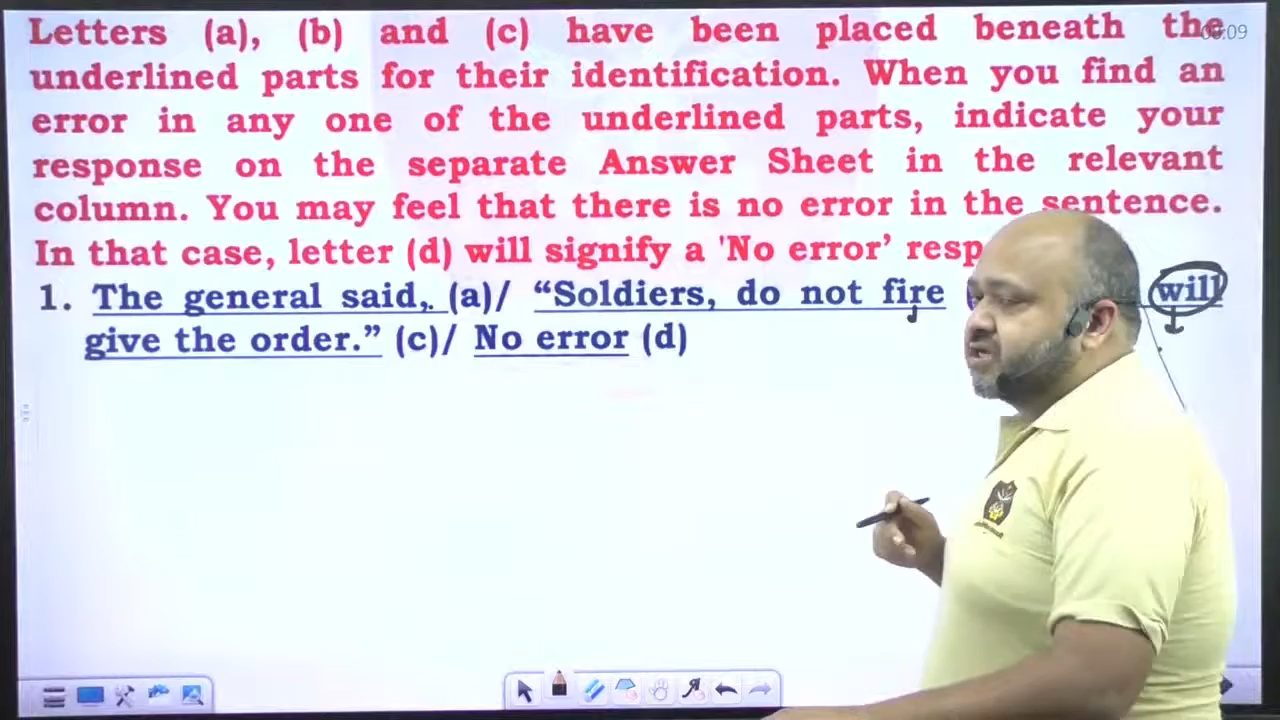 Letters (a), (b) and (c) have been placed beneath the
00:09
underlined parts for their identification. When you find an
error in any one of the underlined parts, indicate your
response on the separate Answer Sheet in the relevant
column. You may feel that there is no error in the sentence.
In that case, letter (d) will signify a 'No error’ resp
1. The general said, (a)/ “Soldiers, do not fire will
give the order.” (c)/ No error (d)